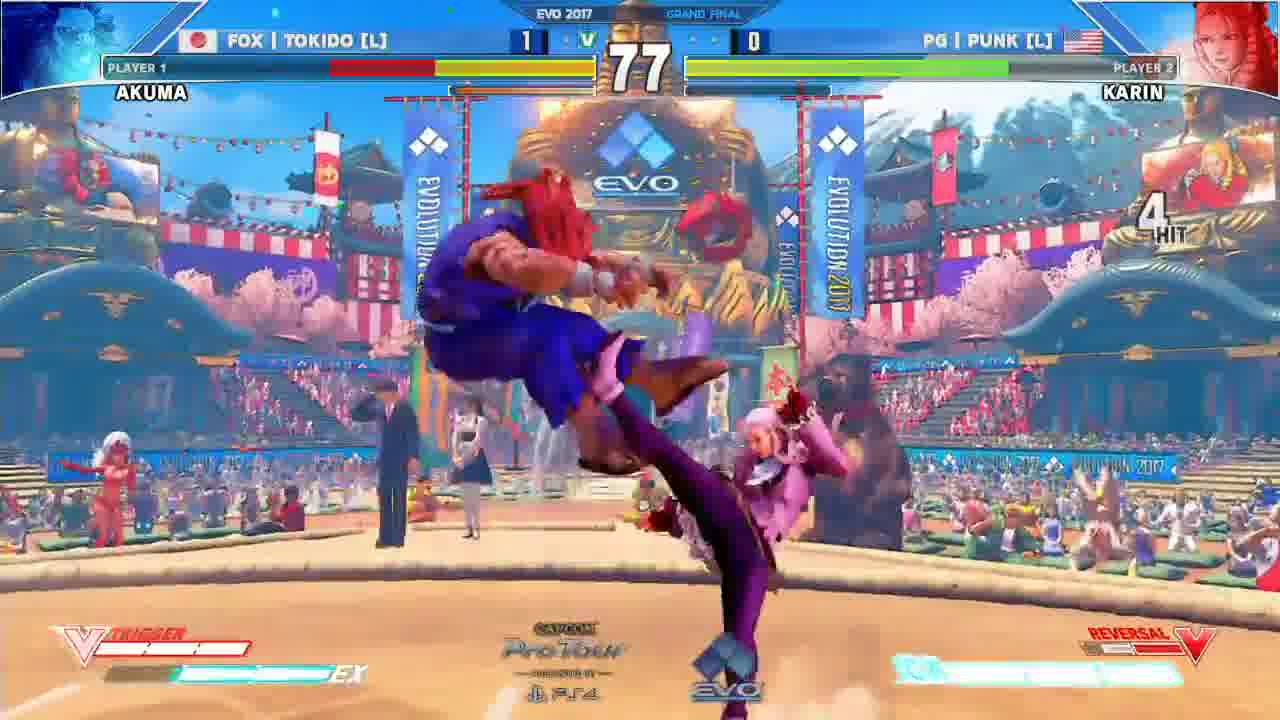 EVO 2017 GRAND FINAL
FOX | TOKIDO [L] 1 V 77 0 PG | PUNK [L]
PLAYER 1 PLAYER 2
AKUMA KARIN
EVO
EVOLUTION 2017
4 HIT
TRIGGER
EX
REVERSAL
CAPCOM
Pro Tour
PS4
EVO